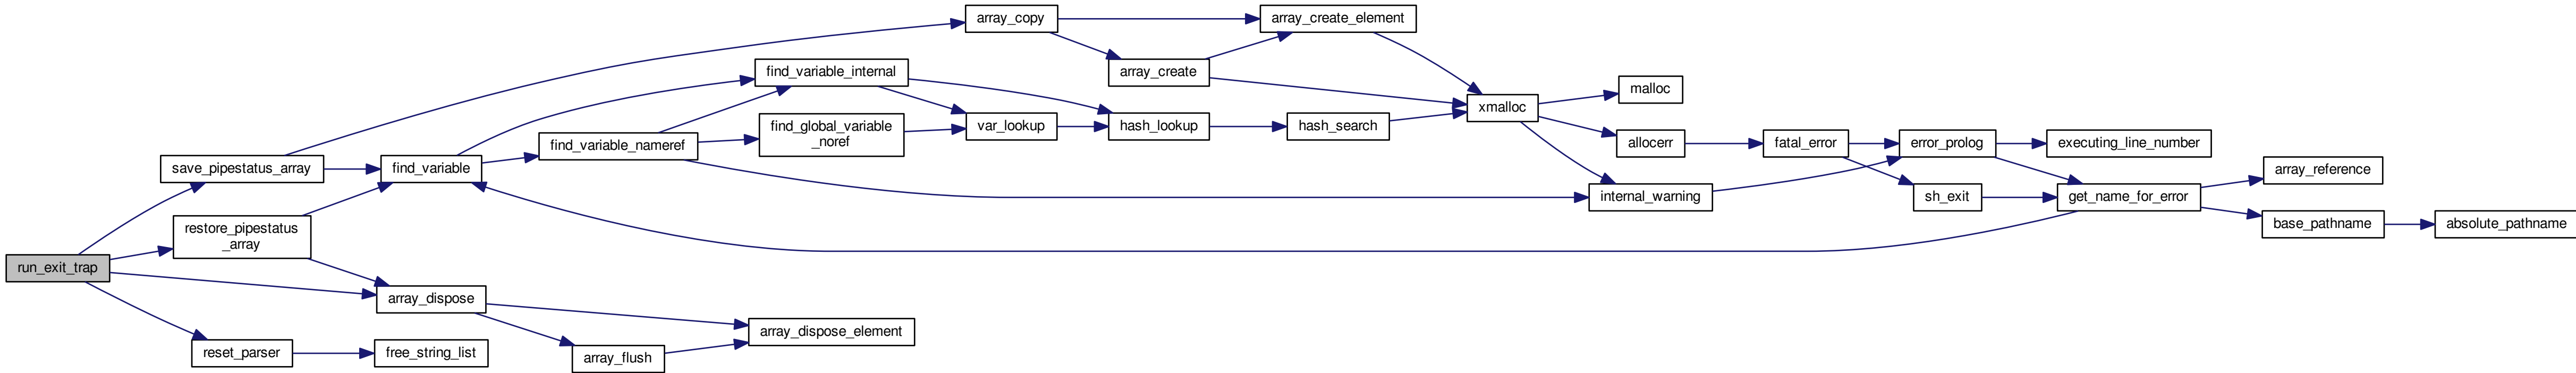 run_exit_trap
save_pipestatus_array
restore_pipestatus
_array
reset_parser
find_variable
array_dispose
free_string_list
find_variable_nameref
array_flush
find_variable_internal
find_global_variable
_noref
array_dispose_element
array_copy
var_lookup
array_create
hash_lookup
array_create_element
hash_search
xmalloc
malloc
allocerr
internal_warning
fatal_error
error_prolog
sh_exit
executing_line_number
get_name_for_error
array_reference
base_pathname
absolute_pathname